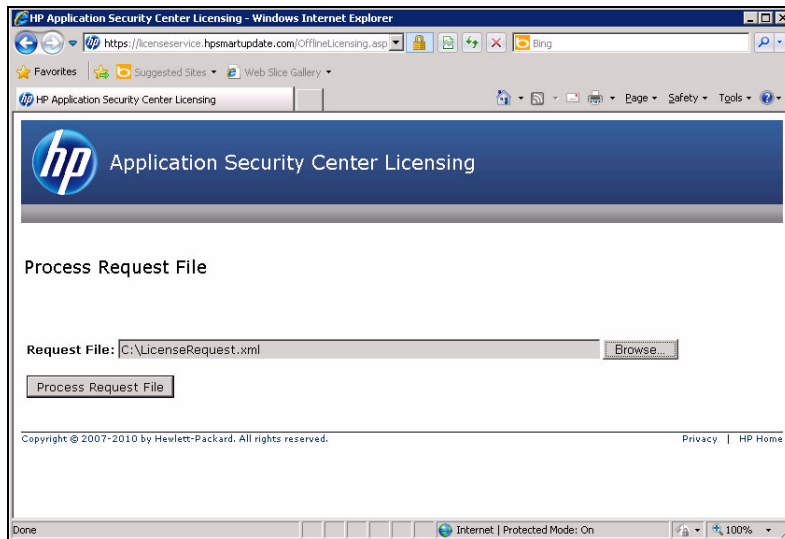 HP Application Security Center Licensing - Windows Internet Explorer
https://licenseservice.hpsmartupdate.com/OfflineLicensing.asp
Bing
Favorites Suggested Sites Web Slice Gallery
HP Application Security Center Licensing
Page Safety Tools
hp Application Security Center Licensing
Process Request File
Request File: C:\LicenseRequest.xml Browse...
Process Request File
Copyright © 2007-2010 by Hewlett-Packard. All rights reserved. Privacy | HP Home
Done Internet | Protected Mode: On 100%